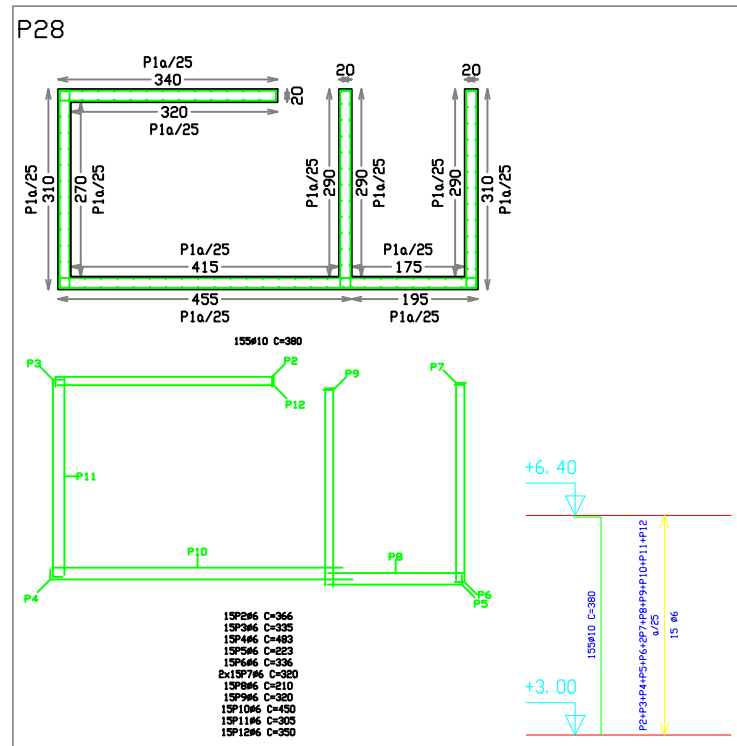 P28
P1a/25
340
20
20
20
320
P1a/25
P1a/25
310
270
P1a/25
P1a/25
290
290
P1a/25
P1a/25
290
310
P1a/25
P1a/25
415
P1a/25
175
455
P1a/25
195
P1a/25
155ø10 C=380
P3
P2
P12
P9
P7
P11
P10
P8
P4
P6
P5
15P2ø6 C=366
15P3ø6 C=335
15P4ø6 C=483
15P5ø6 C=223
15P6ø6 C=336
2x15P7ø6 C=320
15P8ø6 C=210
15P9ø6 C=320
15P10ø6 C=450
15P11ø6 C=305
15P12ø6 C=350
+6.40
+3.00
155ø10 C=380
P2+P3+P4+P5+P6+2P7+P8+P9+P10+P11+P12
a/25
15 ø6